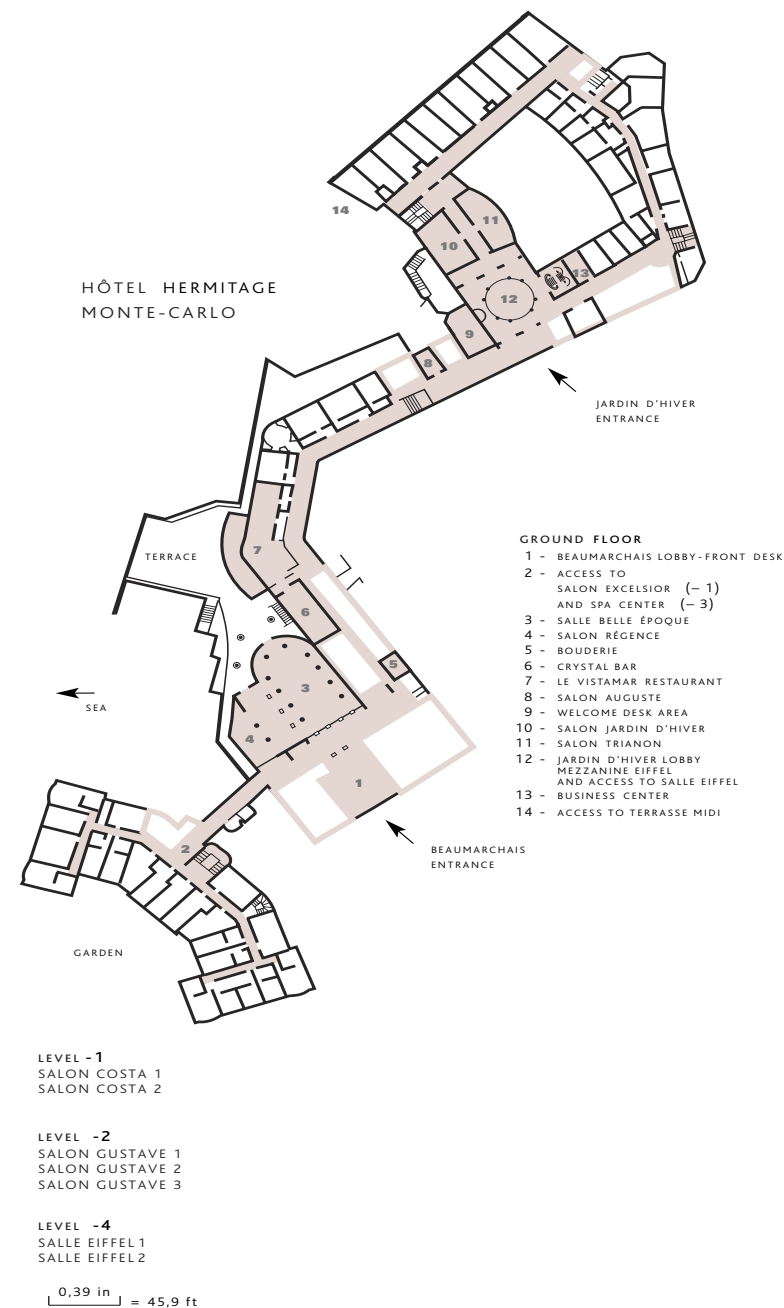 14
11
10
13
12
9
8
HÔTEL HERMITAGE
MONTE-CARLO
JARDIN D'HIVER
ENTRANCE
TERRACE
7
6
5
3
4
SEA
1
2
BEAUMARCHAIS
ENTRANCE
GARDEN
GROUND FLOOR
1 - BEAUMARCHAIS LOBBY-FRONT DESK
2 - ACCESS TO
SALON EXCELSIOR (– 1)
AND SPA CENTER (– 3)
3 - SALLE BELLE ÉPOQUE
4 - SALON RÉGENCE
5 - BOUDERIE
6 - CRYSTAL BAR
7 - LE VISTAMAR RESTAURANT
8 - SALON AUGUSTE
9 - WELCOME DESK AREA
10 - SALON JARDIN D'HIVER
11 - SALON TRIANON
12 - JARDIN D'HIVER LOBBY
MEZZANINE EIFFEL
AND ACCESS TO SALLE EIFFEL
13 - BUSINESS CENTER
14 - ACCESS TO TERRASSE MIDI
LEVEL -1
SALON COSTA 1
SALON COSTA 2
LEVEL -2
SALON GUSTAVE 1
SALON GUSTAVE 2
SALON GUSTAVE 3
LEVEL -4
SALLE EIFFEL 1
SALLE EIFFEL 2
0,39 in = 45,9 ft